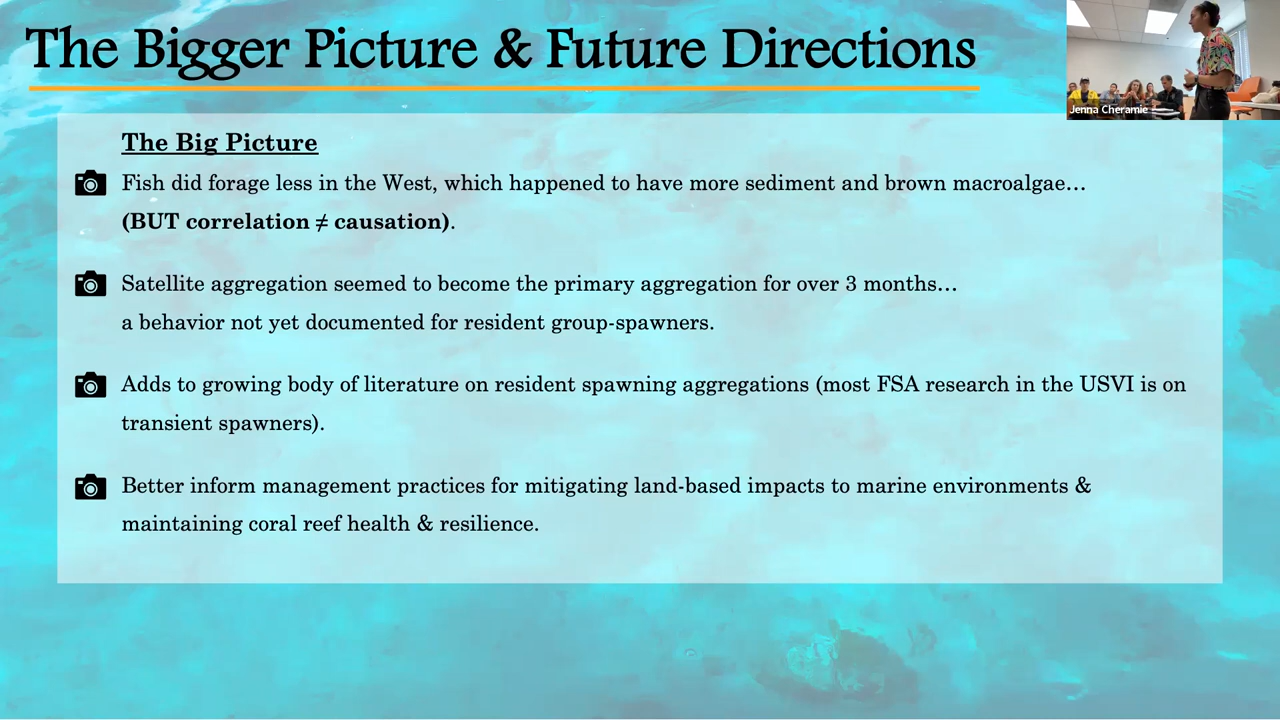 The Bigger Picture & Future Directions
Jenna Cheramie
The Big Picture
Fish did forage less in the West, which happened to have more sediment and brown macroalgae…
(BUT correlation ≠ causation).
Satellite aggregation seemed to become the primary aggregation for over 3 months…
a behavior not yet documented for resident group-spawners.
Adds to growing body of literature on resident spawning aggregations (most FSA research in the USVI is on
transient spawners).
Better inform management practices for mitigating land-based impacts to marine environments &
maintaining coral reef health & resilience.